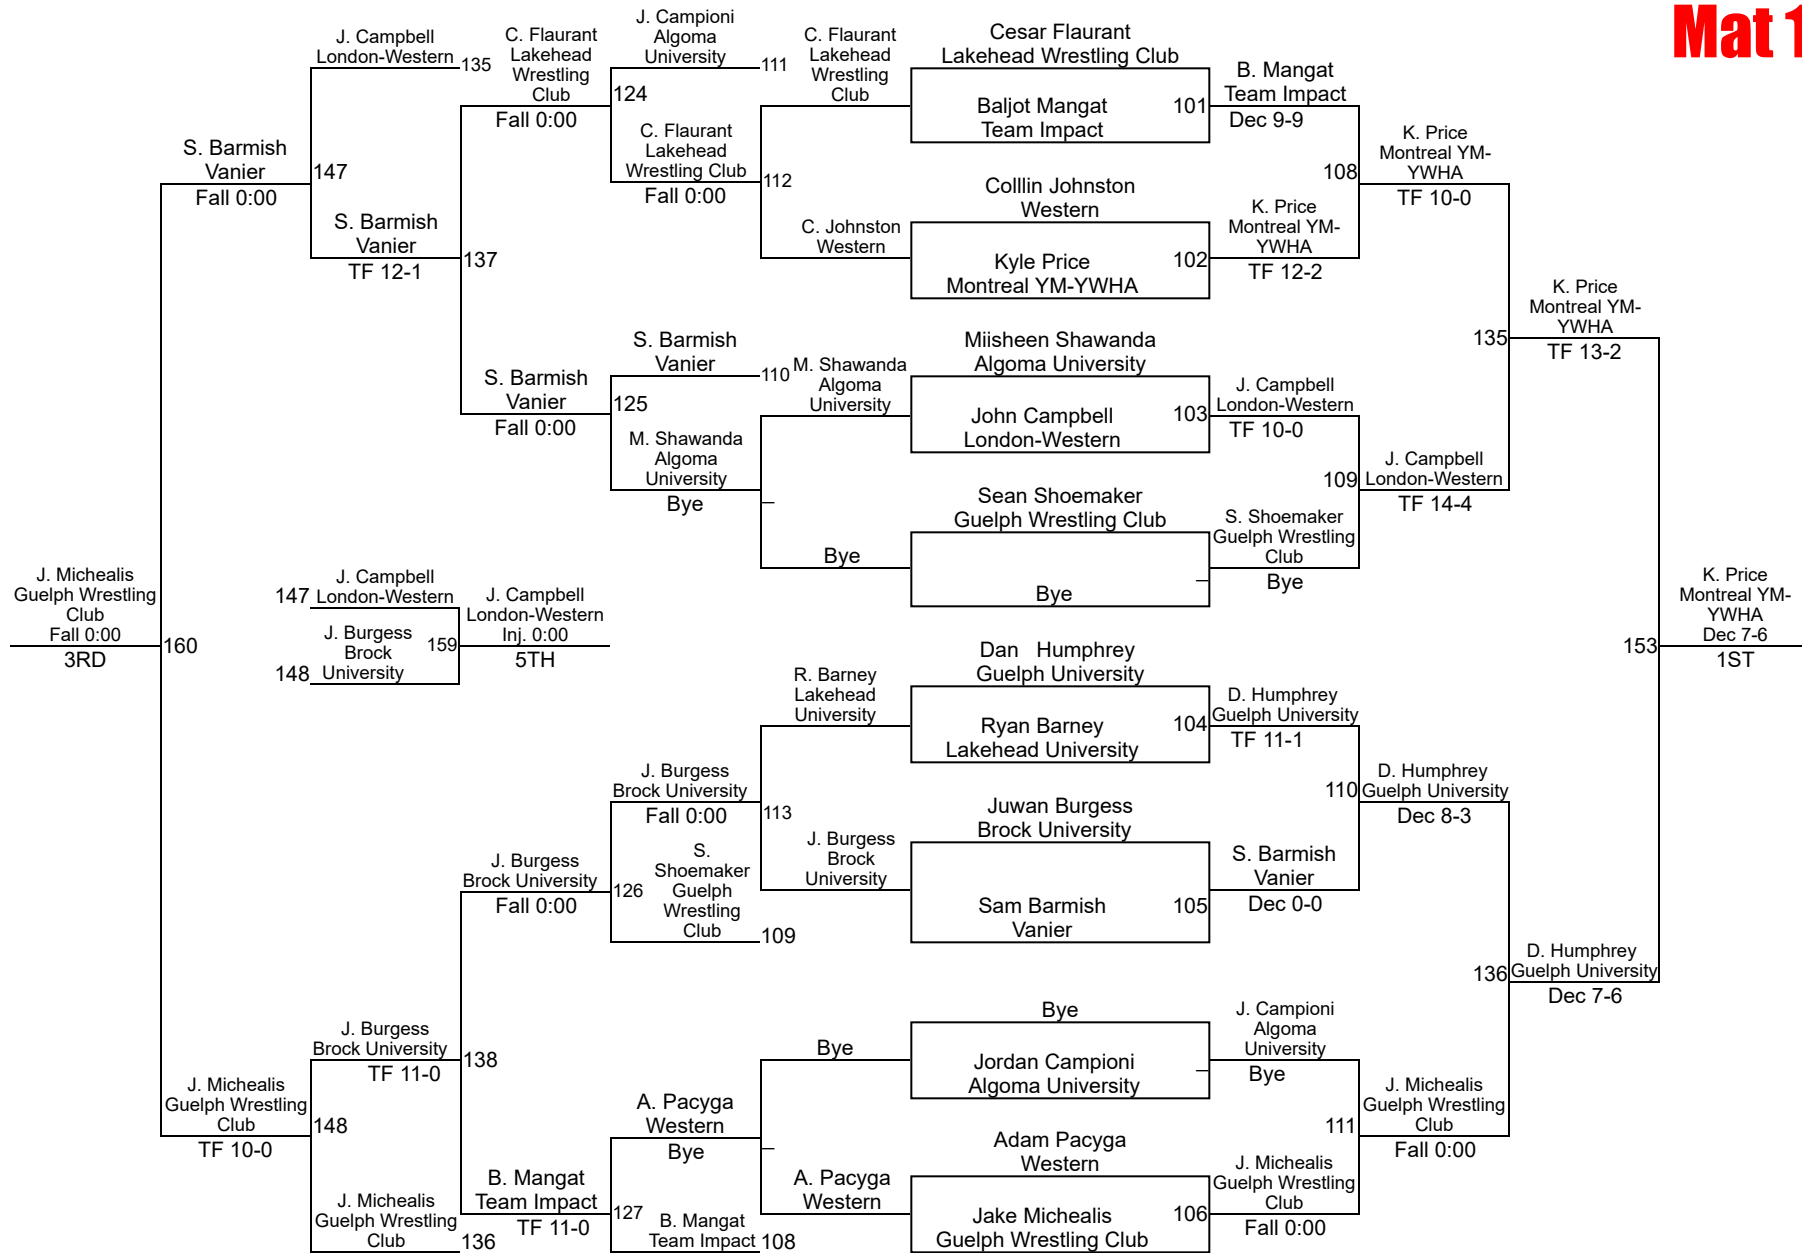 Mat 1
J. Michealis
Guelph Wrestling
Club
Fall 0:00
3RD
160
S. Barmish
Vanier
Fall 0:00
147
J. Michealis
Guelph Wrestling
Club
TF 10-0
148
J. Campbell
London-Western
135
S. Barmish
Vanier
TF 12-1
137
147
J. Campbell
London-Western
148
J. Burgess
Brock
University
159
J. Campbell
London-Western
Inj. 0:00
5TH
J. Burgess
Brock University
TF 11-0
138
J. Michealis
Guelph Wrestling
Club
136
C. Flaurant
Lakehead
Wrestling
Club
Fall 0:00
124
S. Barmish
Vanier
Fall 0:00
125
J. Burgess
Brock University
Fall 0:00
126
B. Mangat
Team Impact
TF 11-0
127
J. Campioni
Algoma
University
111
C. Flaurant
Lakehead
Wrestling Club
Fall 0:00
112
S. Barmish
Vanier
110
M. Shawanda
Algoma
University
Bye
J. Burgess
Brock University
Fall 0:00
113
S.
Shoemaker
Guelph
Wrestling
Club
109
A. Pacyga
Western
Bye
B. Mangat
Team Impact
108
C. Flaurant
Lakehead
Wrestling
Club
C. Johnston
Western
M. Shawanda
Algoma
University
Bye
R. Barney
Lakehead
University
J. Burgess
Brock
University
Bye
A. Pacyga
Western
Cesar Flaurant
Lakehead Wrestling Club
Baljot Mangat
Team Impact
101
Colllin Johnston
Western
Kyle Price
Montreal YM-YWHA
102
Miisheen Shawanda
Algoma University
John Campbell
London-Western
103
Sean Shoemaker
Guelph Wrestling Club
Bye
Dan Humphrey
Guelph University
Ryan Barney
Lakehead University
104
Juwan Burgess
Brock University
Sam Barmish
Vanier
105
Bye
Jordan Campioni
Algoma University
Adam Pacyga
Western
Jake Michealis
Guelph Wrestling Club
106
B. Mangat
Team Impact
Dec 9-9
108
K. Price
Montreal YM-
YWHA
TF 12-2
J. Campbell
London-Western
TF 10-0
109
S. Shoemaker
Guelph Wrestling
Club
Bye
D. Humphrey
Guelph University
TF 11-1
110
S. Barmish
Vanier
Dec 0-0
J. Campioni
Algoma
University
Bye
111
J. Michealis
Guelph Wrestling
Club
Fall 0:00
K. Price
Montreal YM-
YWHA
TF 10-0
135
J. Campbell
London-Western
TF 14-4
D. Humphrey
Guelph University
Dec 8-3
136
J. Michealis
Guelph Wrestling
Club
Fall 0:00
K. Price
Montreal YM-
YWHA
TF 13-2
153
D. Humphrey
Guelph University
Dec 7-6
K. Price
Montreal YM-
YWHA
Dec 7-6
1ST